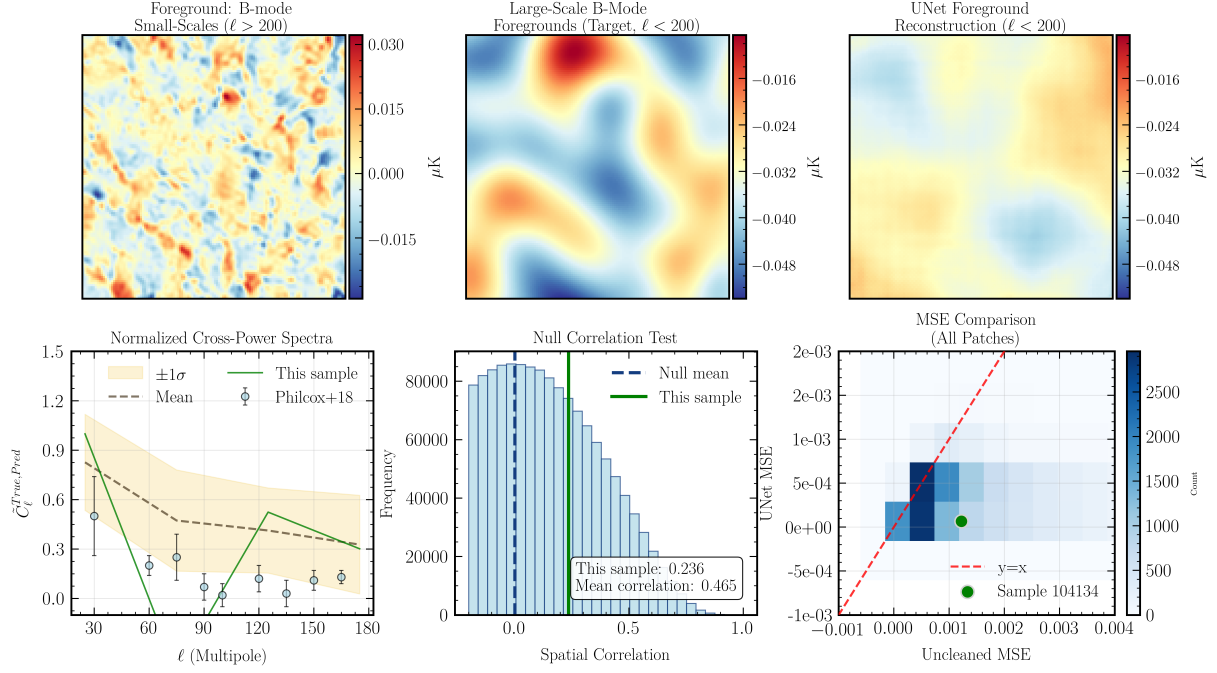 Foreground: B-mode
Small-Scales (ℓ > 200)
0.030
0.015
0.000
−0.015
μK
Large-Scale B-Mode
Foregrounds (Target, ℓ < 200)
−0.016
−0.024
−0.032
−0.040
−0.048
μK
UNet Foreground
Reconstruction (ℓ < 200)
−0.016
−0.024
−0.032
−0.040
−0.048
μK
Normalized Cross-Power Spectra
1.5
1.2
0.9
0.6
0.3
0.0
C̃ℓ^True,Pred
±1σ
Mean
This sample
Philcox+18
30 60 90 120 150 180
ℓ (Multipole)
Null Correlation Test
80000
60000
40000
20000
0
Frequency
Null mean
This sample
This sample: 0.236
Mean correlation: 0.465
0.0 0.5 1.0
Spatial Correlation
MSE Comparison
(All Patches)
2e-03
2e-03
1e-03
5e-04
0e+00
-5e-04
-1e-03
UNet MSE
y=x
Sample 104134
−0.001 0.000 0.001 0.002 0.003 0.004
Uncleaned MSE
2500
2000
1500
1000
500
0
Count